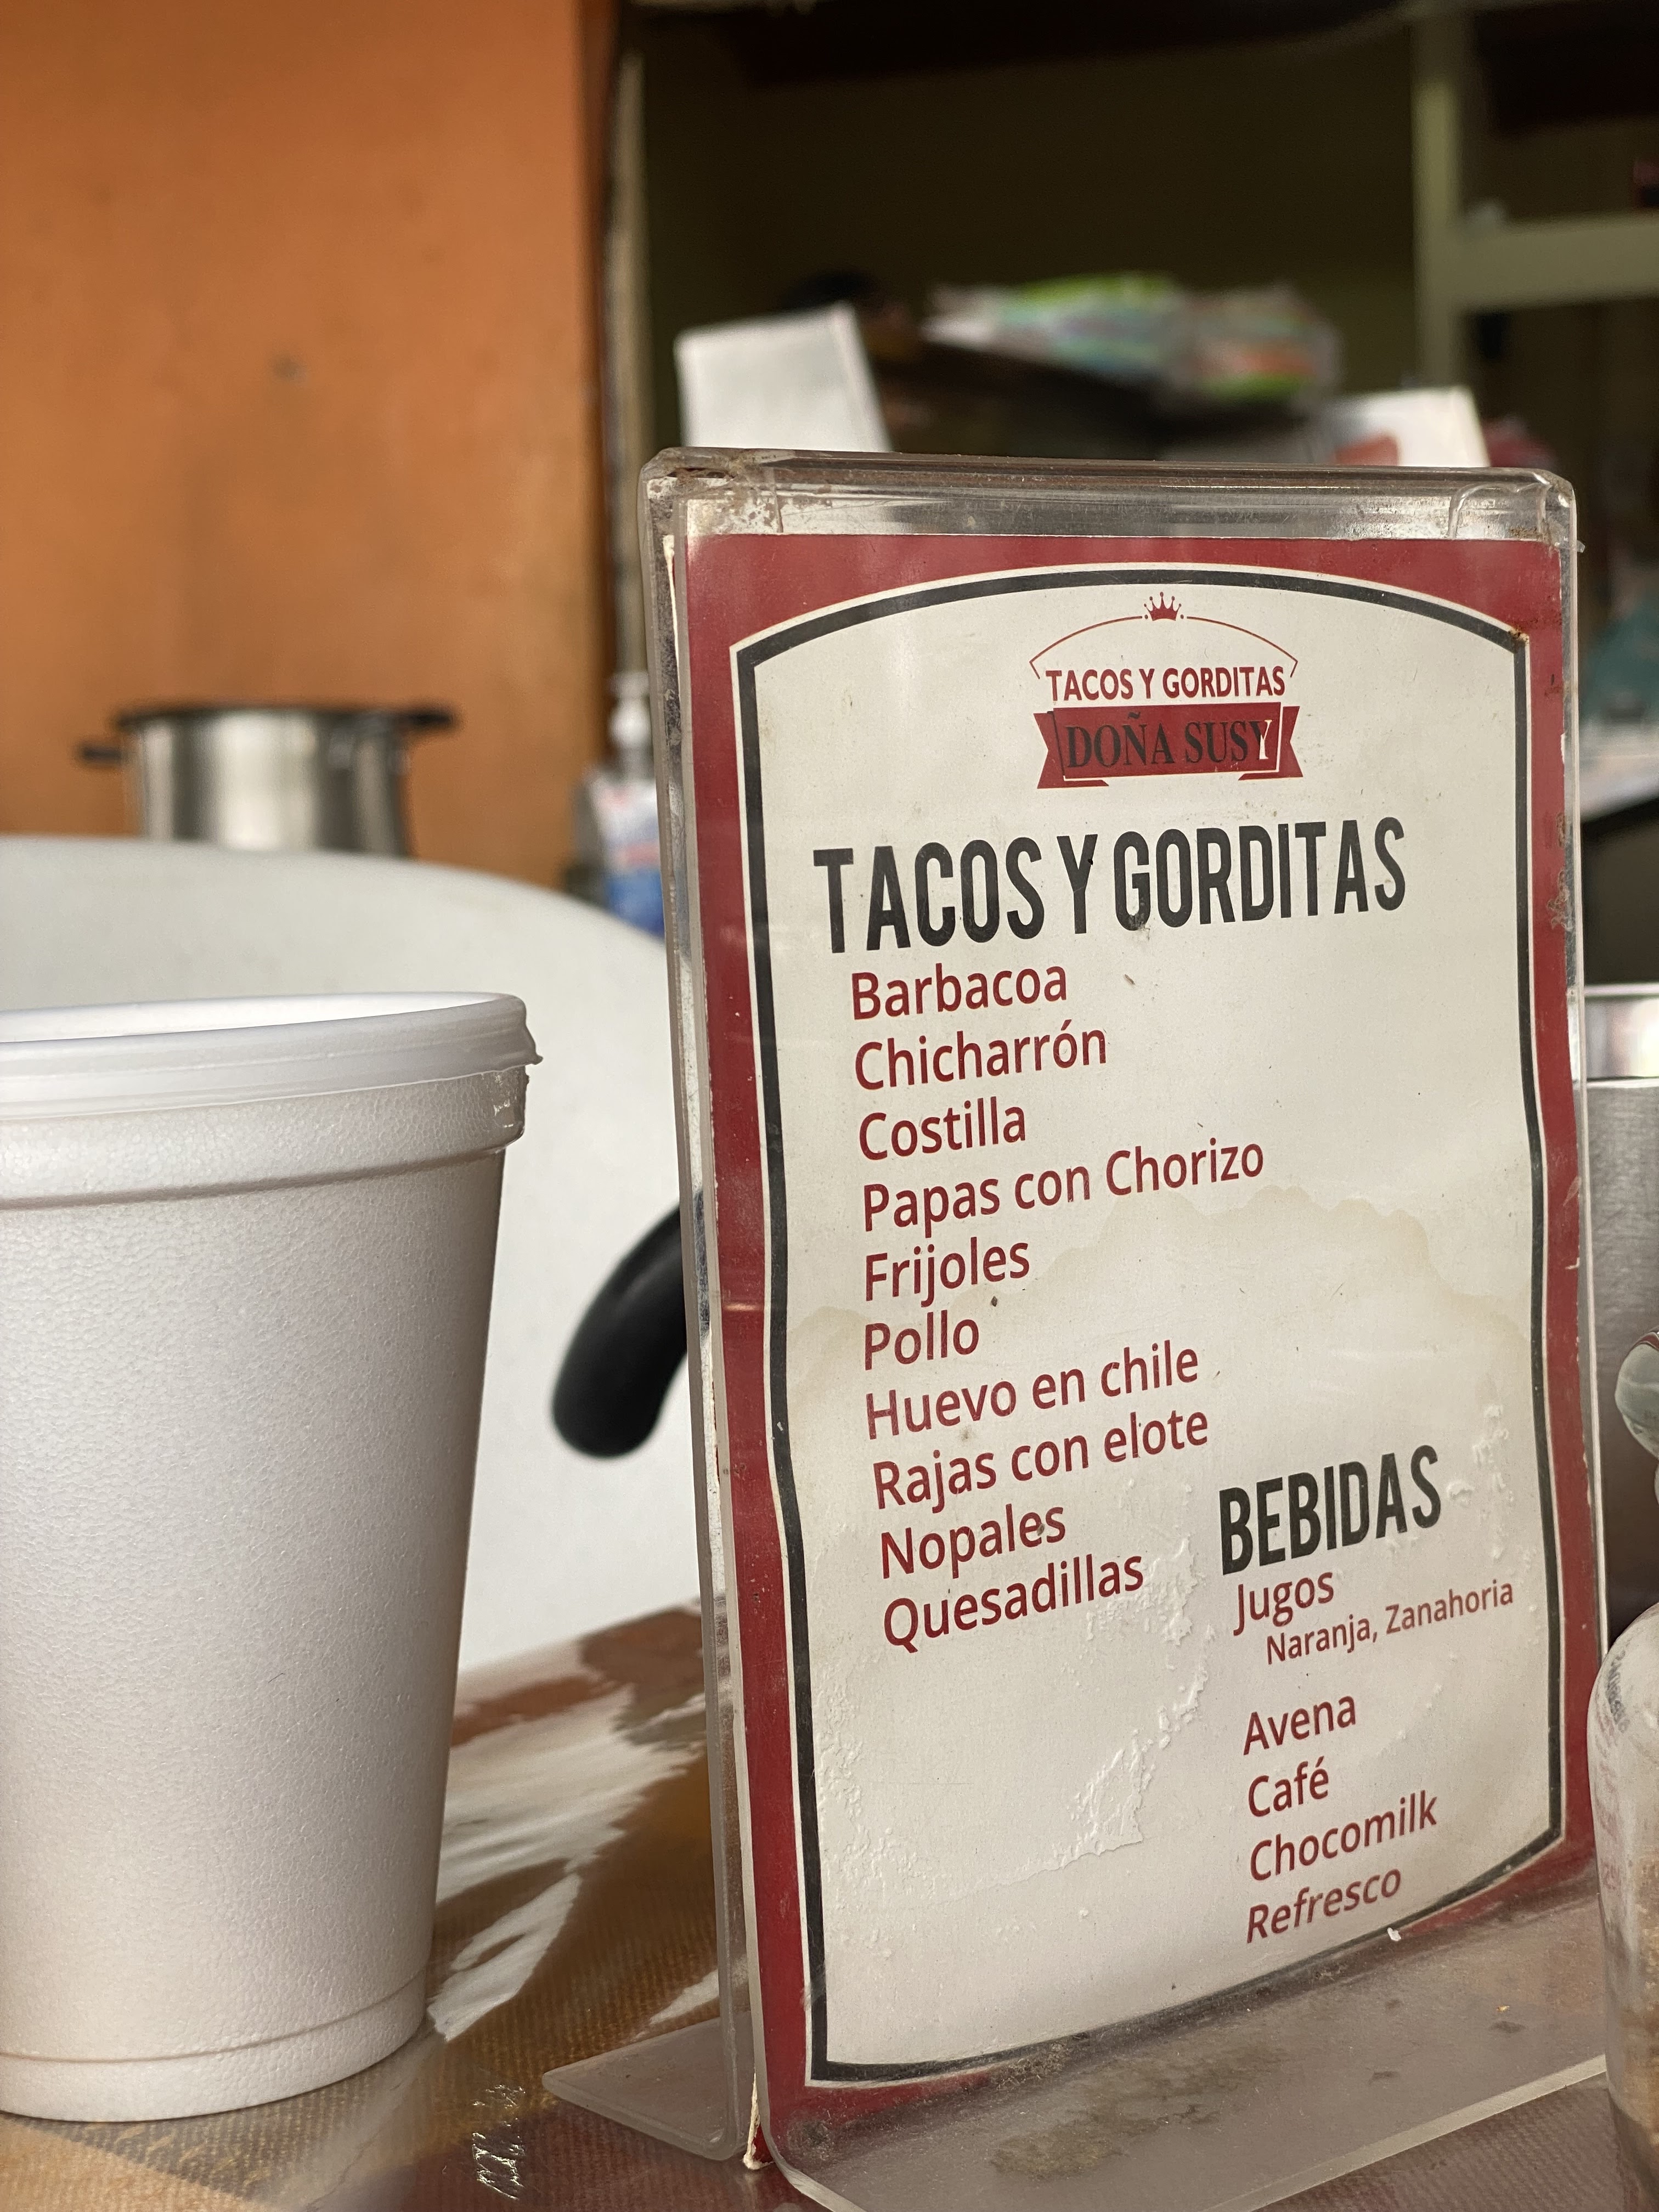 TACOS Y GORDITAS
DOÑA SUSY
TACOS Y GORDITAS
Barbacoa
Chicharrón
Costilla
Papas con Chorizo
Frijoles
Pollo
Huevo en chile
Rajas con elote
Nopales
Quesadillas
BEBIDAS
Jugos
Naranja, Zanahoria
Avena
Café
Chocomilk
Refresco